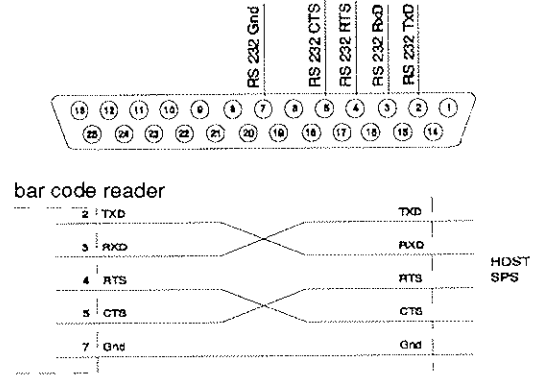 RS 232 Gnd
RS 232 CTS
RS 232 RTS
RS 232 RxD
RS 232 TXD
13 12 11 10 9 8 7 6 5 4 3 2 1
25 24 23 22 21 20 19 18 17 16 15 14
bar code reader
2 TXD TXD
3 RXD RXD
HOST
4 RTS RTS SPS
5 CTS CTS
7 Gnd Gnd